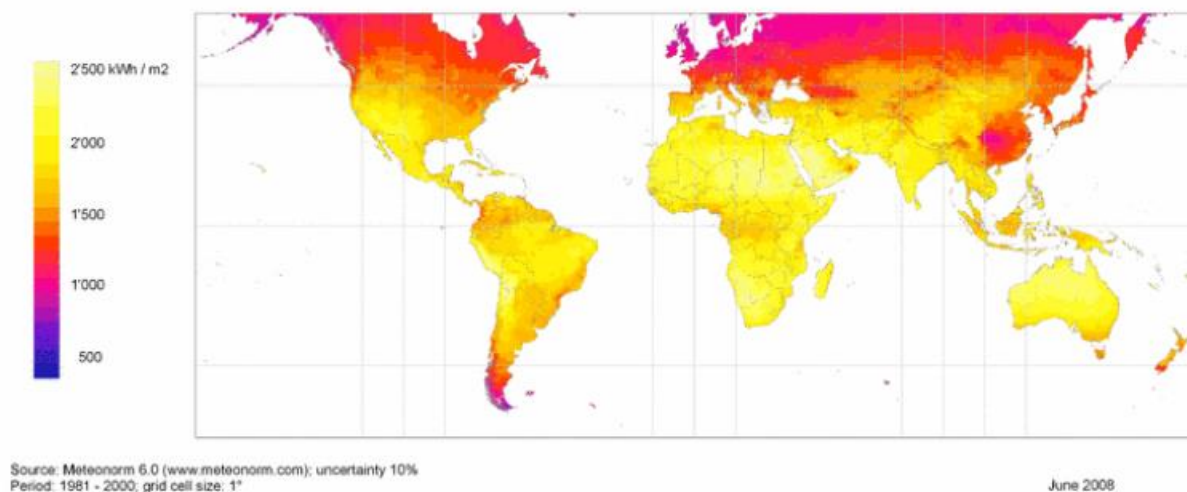 2'500 kWh / m2
2'000
1'500
1'000
500
Source: Meteonorm 6.0 (www.meteonorm.com); uncertainty 10%
Period: 1981 - 2000; grid cell size: 1°
June 2008